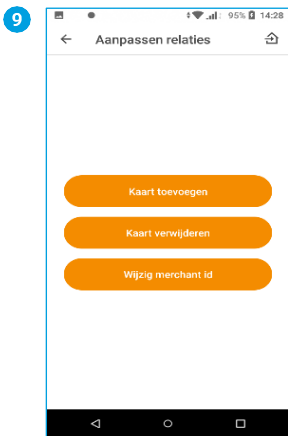 9
95% 14:28
Aanpassen relaties
Kaart toevoegen
Kaart verwijderen
Wijzig merchant id